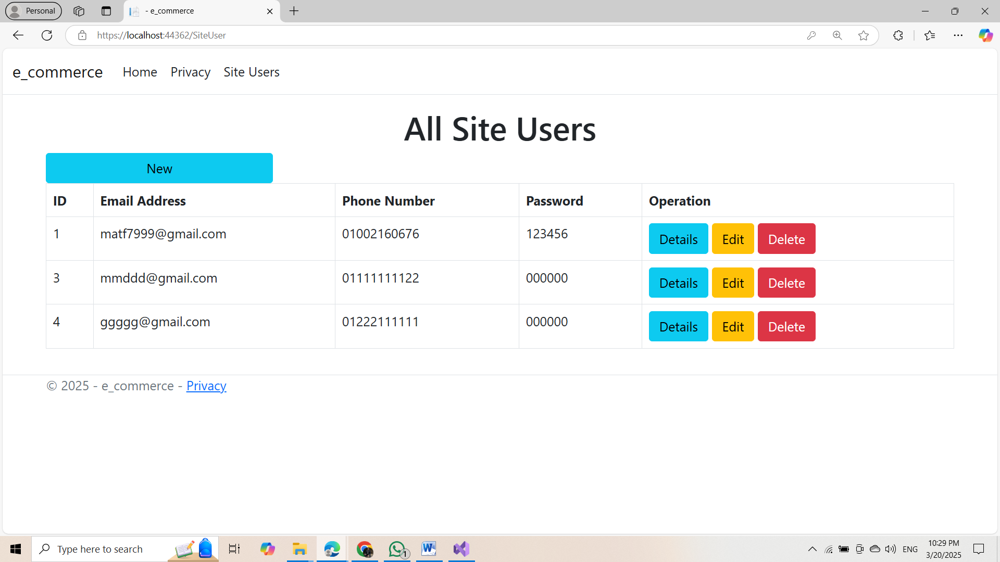 Personal
- e_commerce
https://localhost:44362/SiteUser
e_commerce Home Privacy Site Users
All Site Users
New
ID Email Address Phone Number Password Operation
1 matf7999@gmail.com 01002160676 123456 Details Edit Delete
3 mmddd@gmail.com 01111111122 000000 Details Edit Delete
4 ggggg@gmail.com 01222111111 000000 Details Edit Delete
© 2025 - e_commerce - Privacy
Type here to search
1
ENG
10:29 PM
3/20/2025